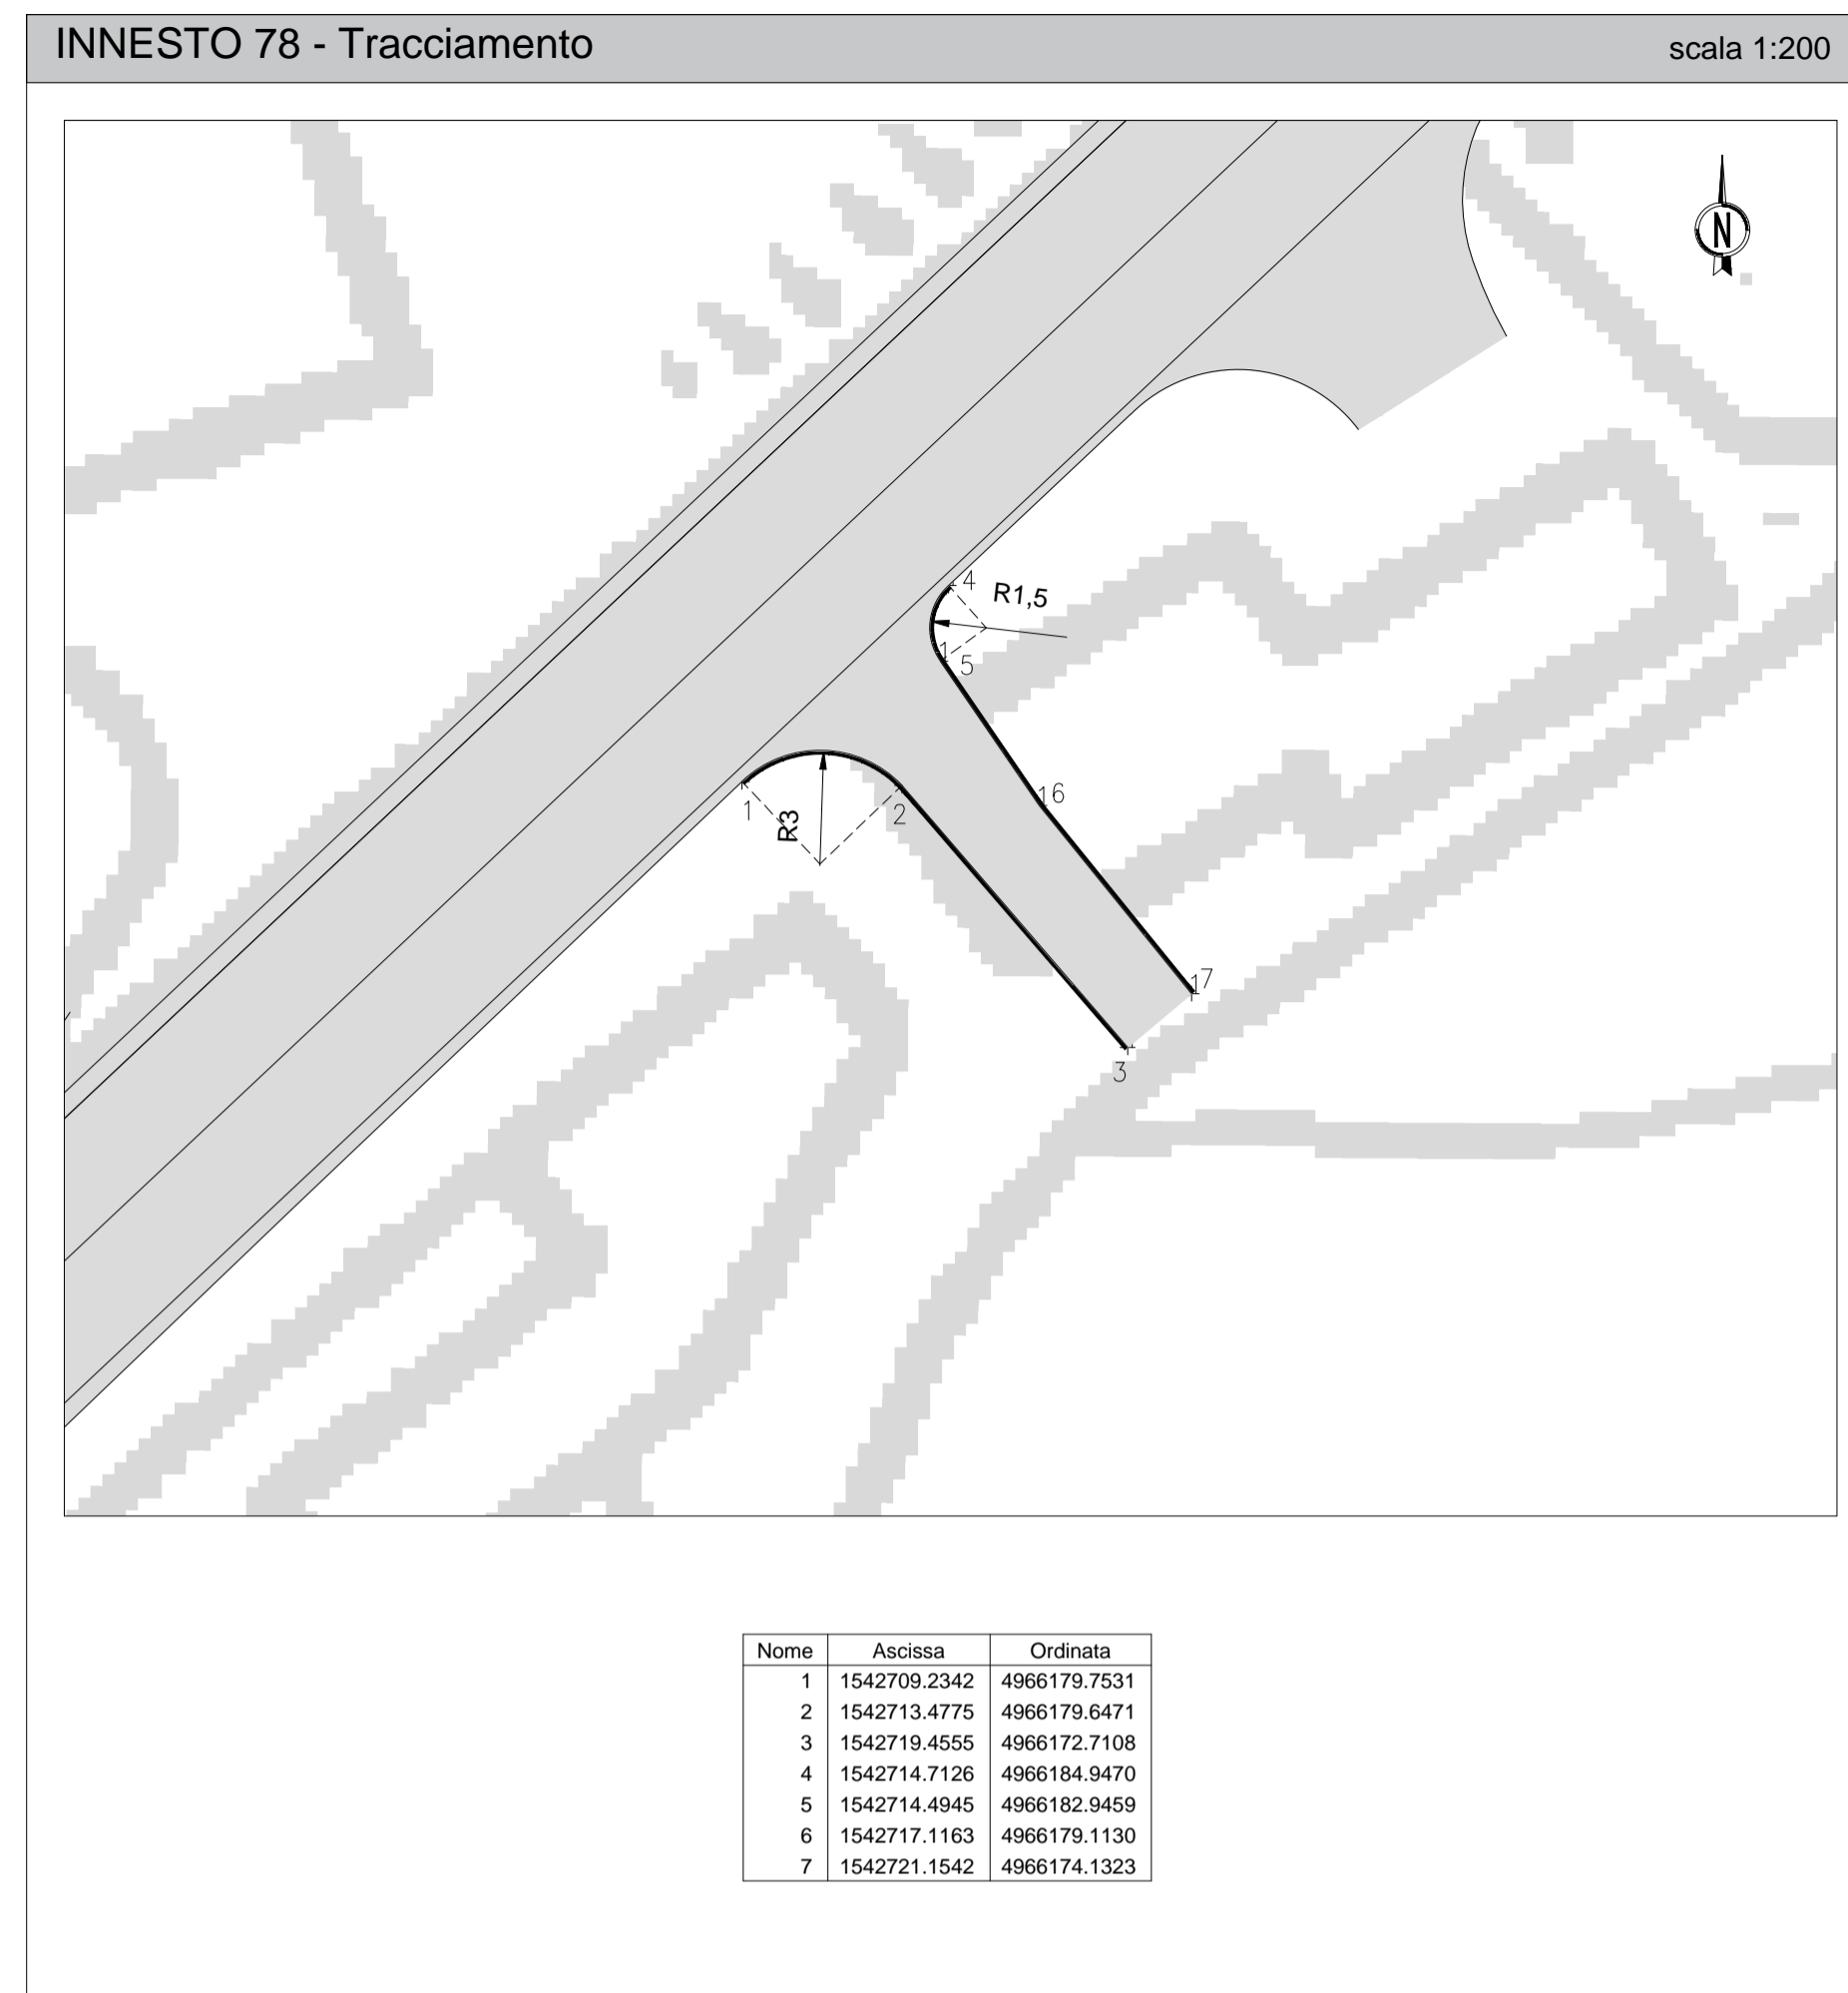 INNESTO 78 - Tracciamento
scala 1:200
N
4
R1,5
5
1
2
R3
16
17
3
Nome Ascissa Ordinata
1 1542709.2342 4966179.7531
2 1542713.4775 4966179.6471
3 1542719.4555 4966172.7108
4 1542714.7126 4966184.9470
5 1542714.4945 4966182.9459
6 1542717.1163 4966179.1130
7 1542721.1542 4966174.1323